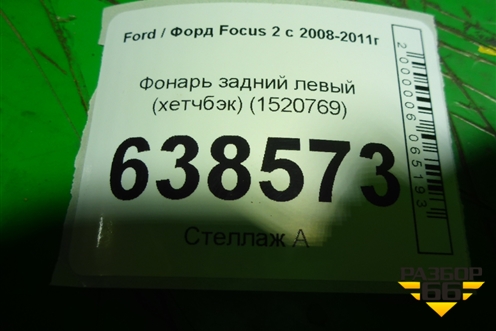 Ford / Форд Focus 2 с 2008-2011г
Фонарь задний левый
(хетчбэк) (1520769)
638573
Стеллаж А
2000006065193
РАЗБОР
66